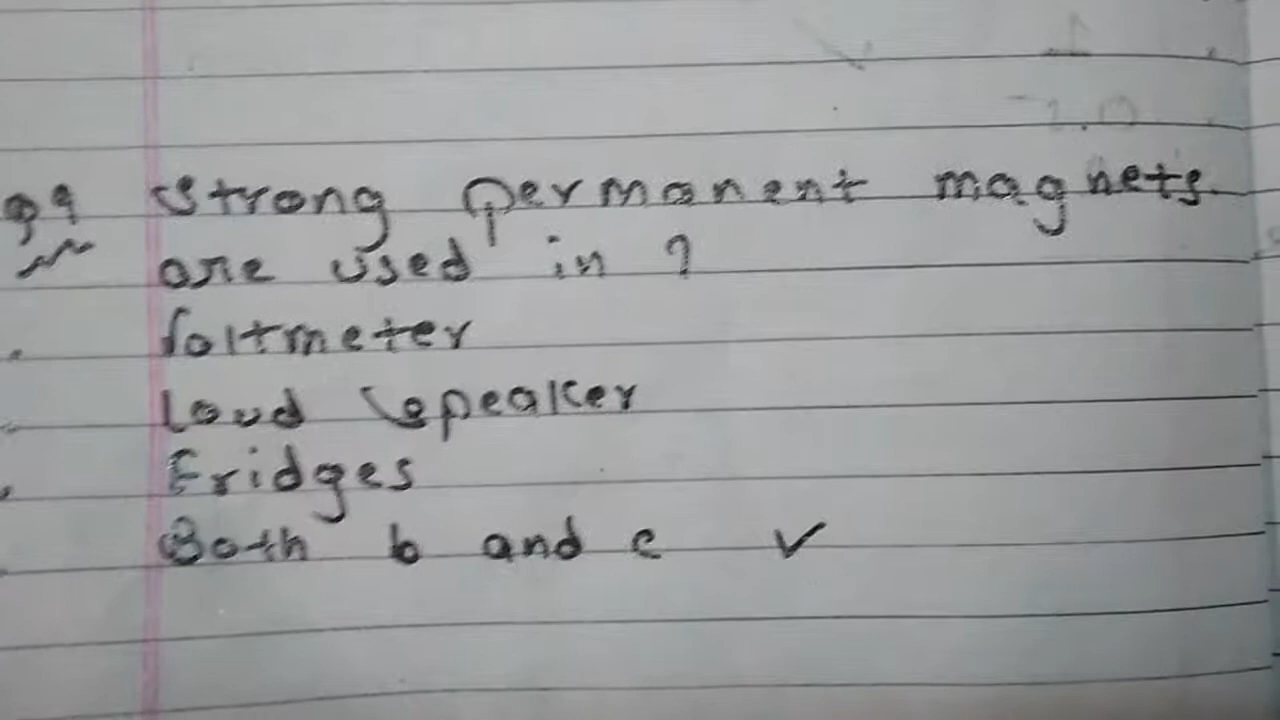 Q9 Strong permanent magnets
are used in ?
Voltmeter
Loud Speaker
Fridges
Both b and c ✓